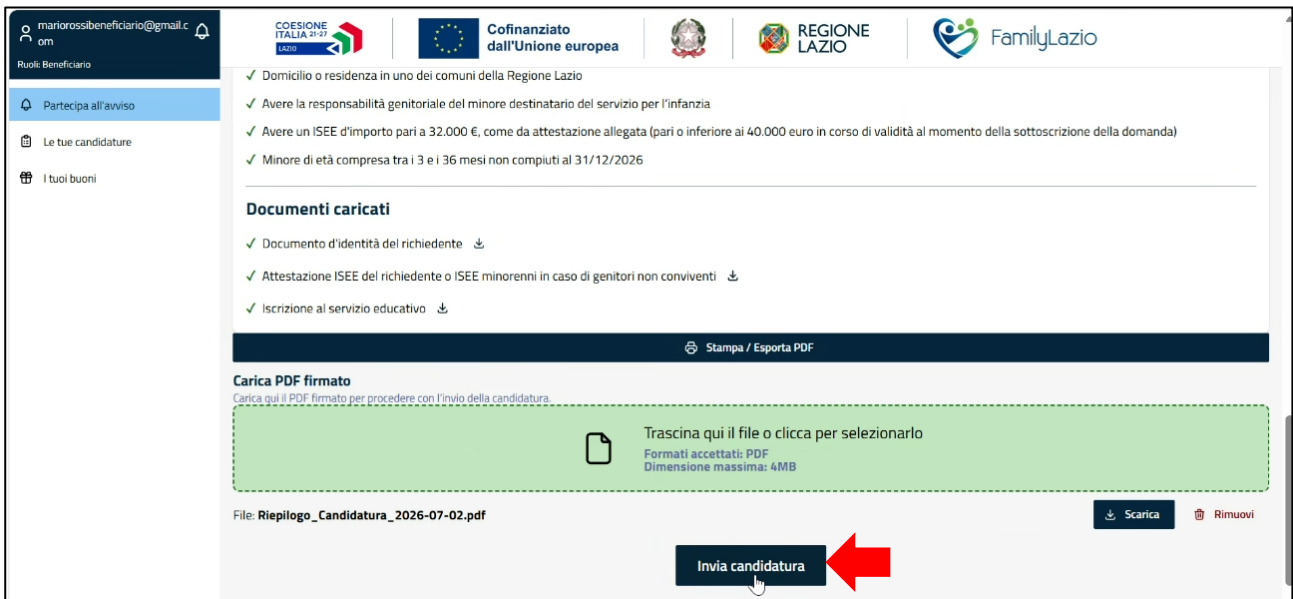 mariorossibeneficiario@gmail.c
om
Ruoli: Beneficiario
Partecipa all'avviso
Le tue candidature
I tuoi buoni
COESIONE
ITALIA 21-27
LAZIO
Cofinanziato
dall'Unione europea
REGIONE
LAZIO
FamilyLazio
✓ Domicilio o residenza in uno dei comuni della Regione Lazio
✓ Avere la responsabilità genitoriale del minore destinatario del servizio per l'infanzia
✓ Avere un ISEE d'importo pari a 32.000 €, come da attestazione allegata (pari o inferiore ai 40.000 euro in corso di validità al momento della sottoscrizione della domanda)
✓ Minore di età compresa tra i 3 e i 36 mesi non compiuti al 31/12/2026
Documenti caricati
✓ Documento d'identità del richiedente
✓ Attestazione ISEE del richiedente o ISEE minorenni in caso di genitori non conviventi
✓ Iscrizione al servizio educativo
Stampa / Esporta PDF
Carica PDF firmato
Carica qui il PDF firmato per procedere con l'invio della candidatura.
Trascina qui il file o clicca per selezionarlo
Formati accettati: PDF
Dimensione massima: 4MB
File: Riepilogo_Candidatura_2026-07-02.pdf
Scarica
Rimuovi
Invia candidatura